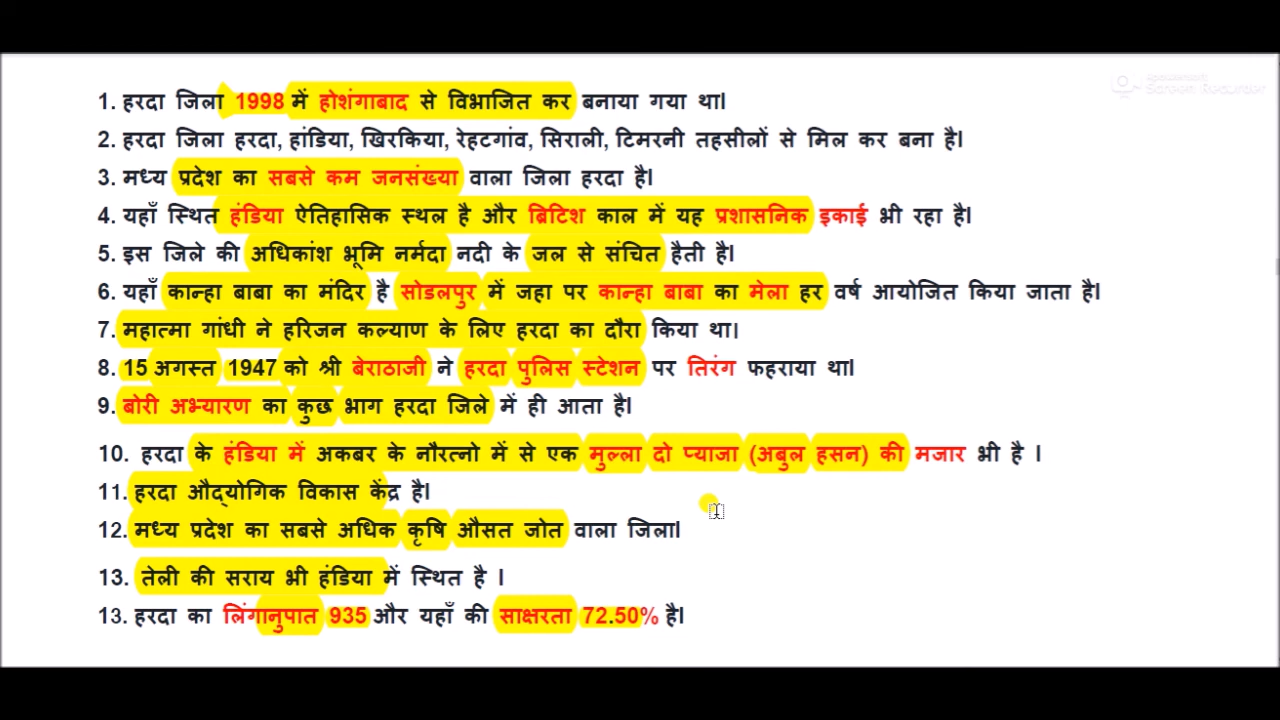 Apowersoft
Screen Recorder
1. हरदा जिला 1998 में होशंगाबाद से विभाजित कर बनाया गया था।
2. हरदा जिला हरदा, हांडिया, खिरकिया, रेहटगांव, सिराली, टिमरनी तहसीलों से मिल कर बना है।
3. मध्य प्रदेश का सबसे कम जनसंख्या वाला जिला हरदा है।
4. यहाँ स्थित हंडिया ऐतिहासिक स्थल है और ब्रिटिश काल में यह प्रशासनिक इकाई भी रहा है।
5. इस जिले की अधिकांश भूमि नर्मदा नदी के जल से संचित हैती है।
6. यहाँ कान्हा बाबा का मंदिर है सोडलपुर में जहा पर कान्हा बाबा का मेला हर वर्ष आयोजित किया जाता है।
7. महात्मा गांधी ने हरिजन कल्याण के लिए हरदा का दौरा किया था।
8. 15 अगस्त 1947 को श्री बेराठाजी ने हरदा पुलिस स्टेशन पर तिरंग फहराया था।
9. बोरी अभ्यारण का कुछ भाग हरदा जिले में ही आता है।
10. हरदा के हंडिया में अकबर के नौरत्नो में से एक मुल्ला दो प्याजा (अबुल हसन) की मजार भी है ।
11. हरदा औद्योगिक विकास केंद्र है।
12. मध्य प्रदेश का सबसे अधिक कृषि औसत जोत वाला जिला।
13. तेली की सराय भी हंडिया में स्थित है ।
13. हरदा का लिंगानुपात 935 और यहाँ की साक्षरता 72.50% है।